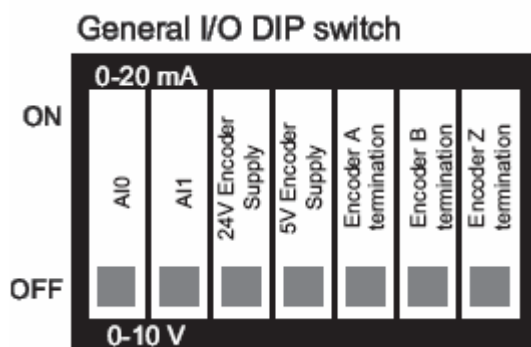 General I/O DIP switch
0-20 mA
ON
AI0
AI1
24V Encoder
Supply
5V Encoder
Supply
Encoder A
termination
Encoder B
termination
Encoder Z
termination
OFF
0-10 V